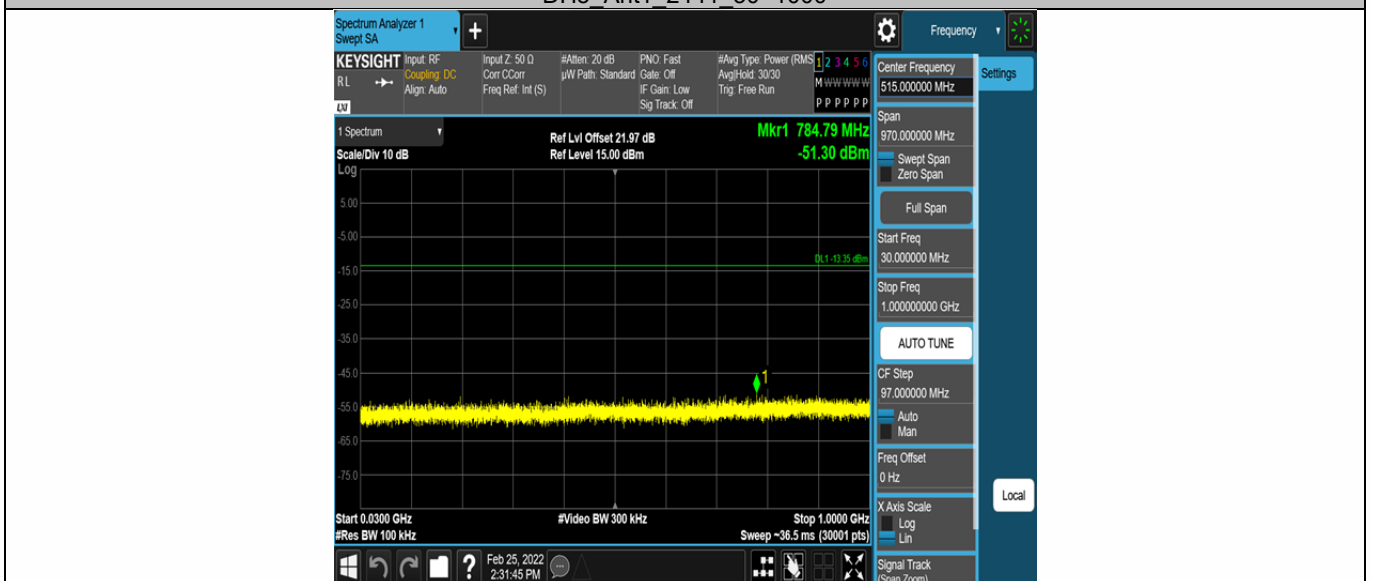 Spectrum Analyzer 1
Swept SA
+
Frequency
KEYSIGHT
RL
LXI
Input: RF
Coupling: DC
Align: Auto
Input Z: 50 Ω
Corr CCorr
Freq Ref: Int (S)
#Atten: 20 dB
µW Path: Standard
PNO: Fast
Gate: Off
IF Gain: Low
Sig Track: Off
#Avg Type: Power (RMS
Avg|Hold: 30/30
Trig: Free Run
1 2 3 4 5 6
M W W W W W
P P P P P P
Center Frequency
515.000000 MHz
Settings
1 Spectrum
Scale/Div 10 dB
Log
Ref Lvl Offset 21.97 dB
Ref Level 15.00 dBm
Mkr1 784.79 MHz
-51.30 dBm
Span
970.000000 MHz
Swept Span
Zero Span
Full Span
Start Freq
30.000000 MHz
Stop Freq
1.000000000 GHz
AUTO TUNE
CF Step
97.000000 MHz
Auto
Man
Freq Offset
0 Hz
X Axis Scale
Log
Lin
Signal Track
(Span Zoom)
Local
5.00
-5.00
DL1 -13.35 dBm
-15.0
-25.0
-35.0
-45.0
1
-55.0
-65.0
-75.0
Start 0.0300 GHz
#Res BW 100 kHz
#Video BW 300 kHz
Stop 1.0000 GHz
Sweep ~36.5 ms (30001 pts)
?
Feb 25, 2022
2:31:45 PM